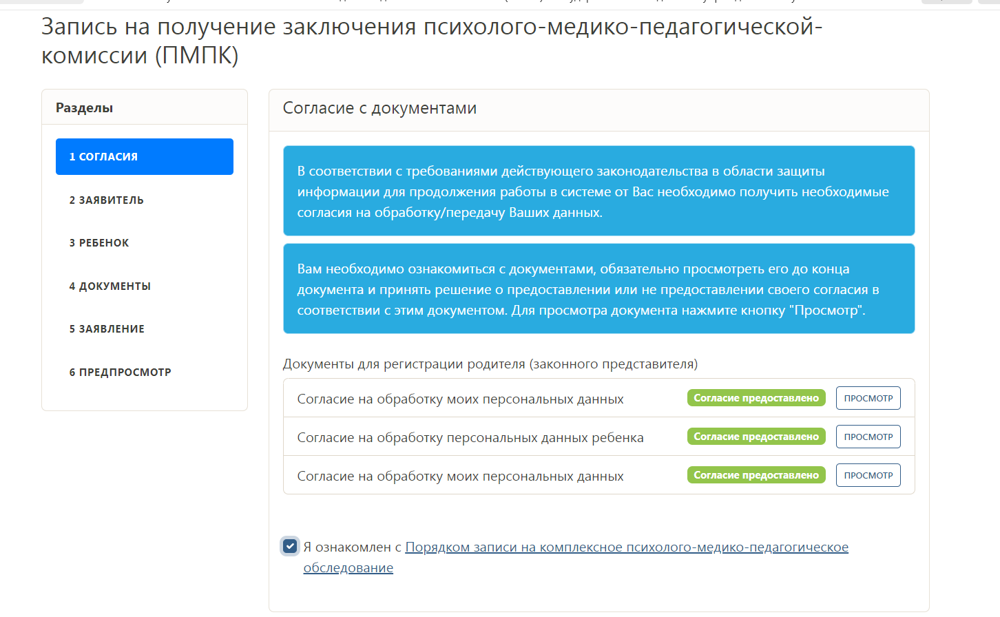 Запись на получение заключения психолого-медико-педагогической-
комиссии (ПМПК)
Разделы
1 СОГЛАСИЯ
2 ЗАЯВИТЕЛЬ
3 РЕБЕНОК
4 ДОКУМЕНТЫ
5 ЗАЯВЛЕНИЕ
6 ПРЕДПРОСМОТР
Согласие с документами
В соответствии с требованиями действующего законодательства в области защиты
информации для продолжения работы в системе от Вас необходимо получить необходимые
согласия на обработку/передачу Ваших данных.
Вам необходимо ознакомиться с документами, обязательно просмотреть его до конца
документа и принять решение о предоставлении или не предоставлении своего согласия в
соответствии с этим документом. Для просмотра документа нажмите кнопку "Просмотр".
Документы для регистрации родителя (законного представителя)
Согласие на обработку моих персональных данных Согласие предоставлено ПРОСМОТР
Согласие на обработку персональных данных ребенка Согласие предоставлено ПРОСМОТР
Согласие на обработку моих персональных данных Согласие предоставлено ПРОСМОТР
Я ознакомлен с Порядком записи на комплексное психолого-медико-педагогическое
обследование